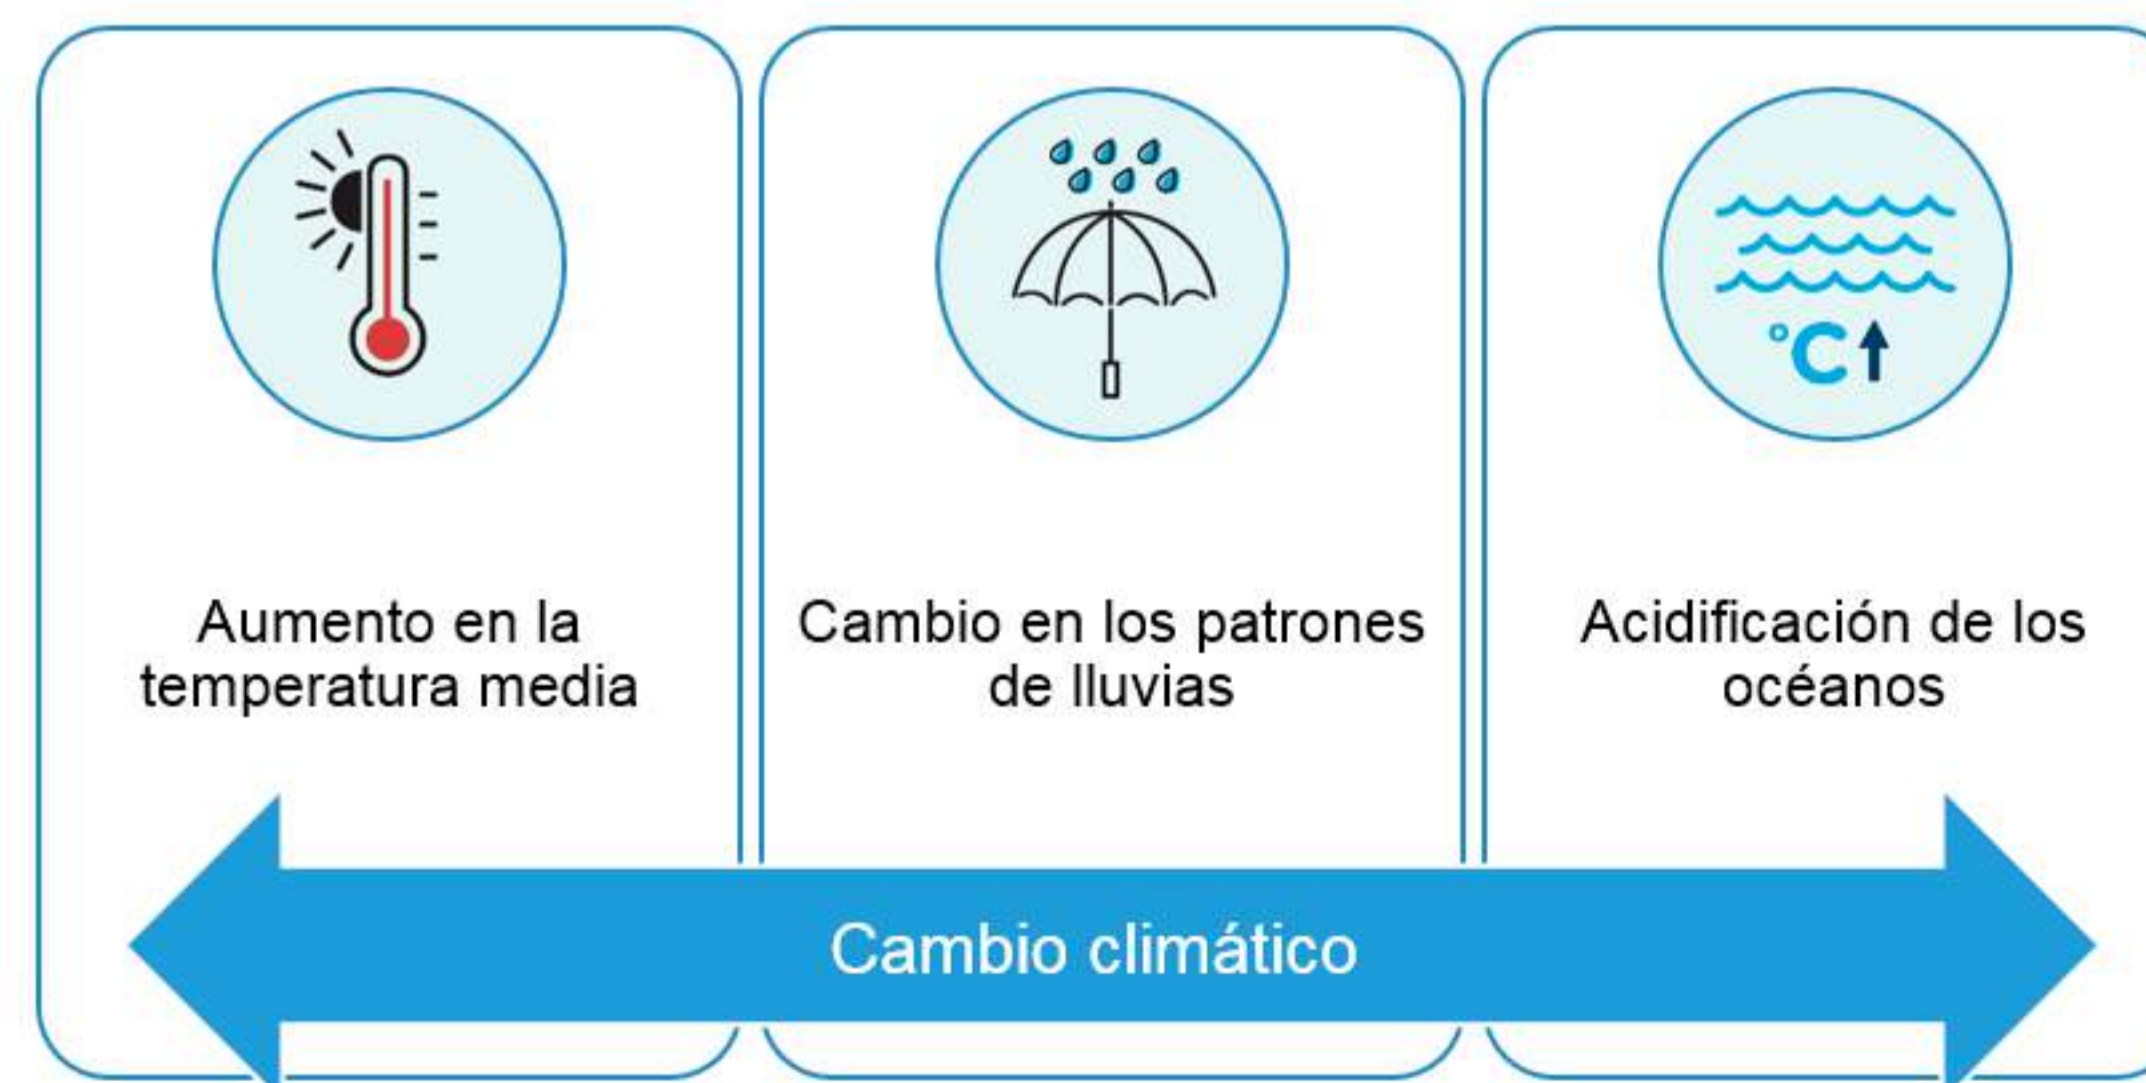 °C
Aumento en la
temperatura media
Cambio en los patrones
de lluvias
Acidificación de los
océanos
Cambio climático